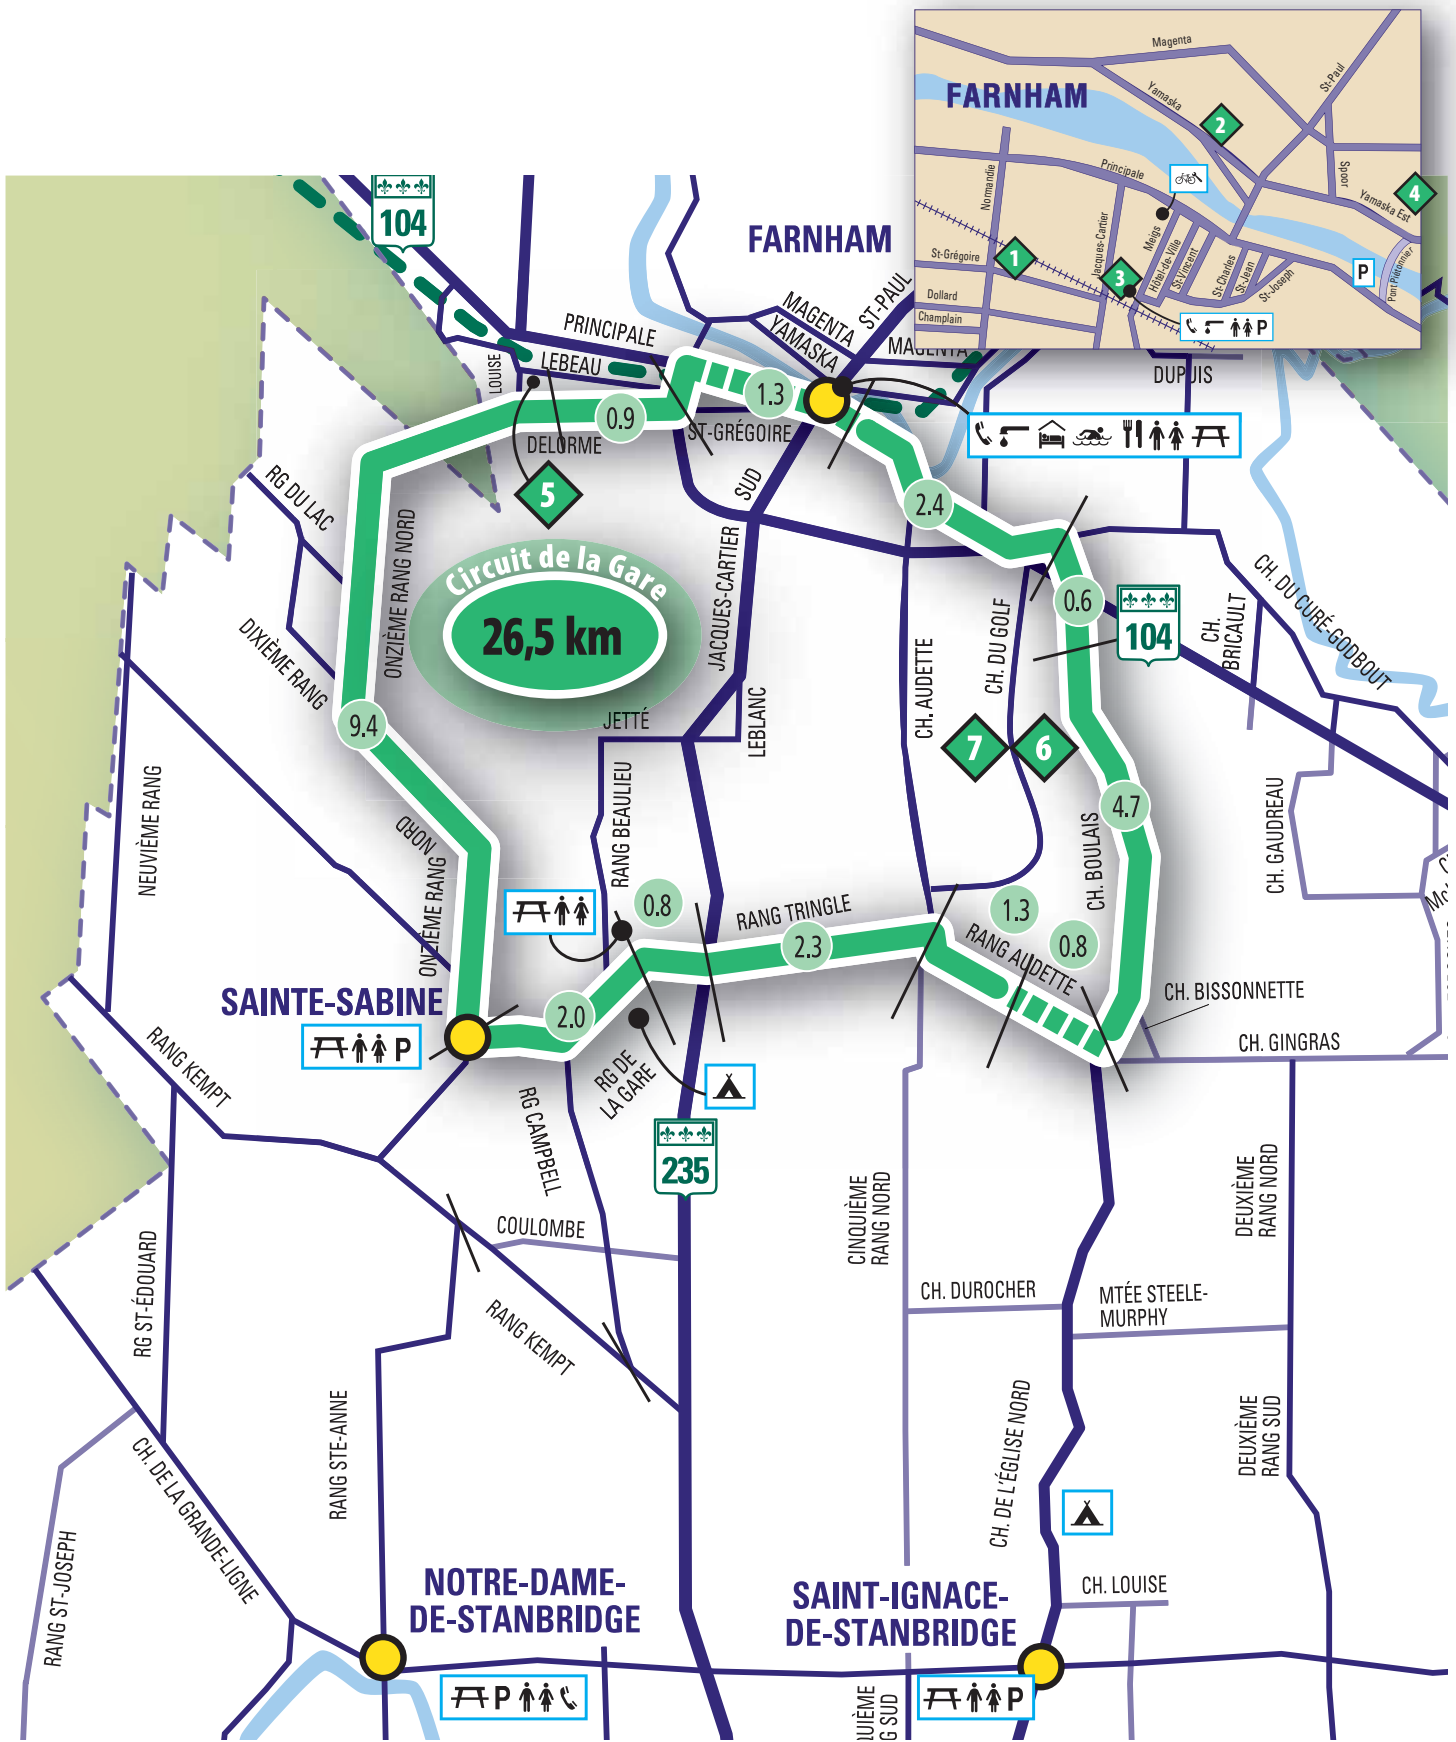 FARNHAM
Magenta
Yamaska
St-Paul
2
Spoor
4
Yamaska Est
Principale
Normandie
Jacques-Cartier
Meigs
Hôtel-de-Ville
St-Vincent
St-Charles
St-Jean
St-Joseph
P
Pont Piétonnier
St-Grégoire
1
3
Dollard
Champlain
P
104
FARNHAM
PRINCIPALE
MAGENTA
YAMASKA
ST-PAUL
MAGENTA
DUPUIS
LOUISE
LEBEAU
0.9
1.3
DELORME
ST-GRÉGOIRE
5
SUD
2.4
RG DU LAC
ONZIÈME RANG NORD
Circuit de la Gare
26,5 km
JACQUES-CARTIER
0.6
104
CH. DU CURÉ-GODBOUT
CH.
BRICAULT
DIXIÈME RANG
CH. AUDETTE
CH. DU GOLF
9.4
JETTÉ
LEBLANC
7
6
NEUVIÈME RANG
NORD
ONZIÈME RANG
RANG BEAULIEU
4.7
CH. BOULAIS
CH. GAUDREAU
0.8
RANG TRINGLE
2.3
1.3
0.8
RANG AUDETTE
SAINTE-SABINE
P
2.0
RG DE
LA GARE
CH. BISSONNETTE
CH. GINGRAS
RANG KEMPT
RG CAMPBELL
235
COULOMBE
CINQUIÈME
RANG NORD
DEUXIÈME
RANG NORD
RG ST-ÉDOUARD
RANG KEMPT
CH. DUROCHER
MTÉE STEELE-
MURPHY
RANG STE-ANNE
CH. DE L'ÉGLISE NORD
DEUXIÈME
RANG SUD
CH. DE LA GRANDE-LIGNE
RANG ST-JOSEPH
NOTRE-DAME-
DE-STANBRIDGE
SAINT-IGNACE-
DE-STANBRIDGE
CH. LOUISE
P
P